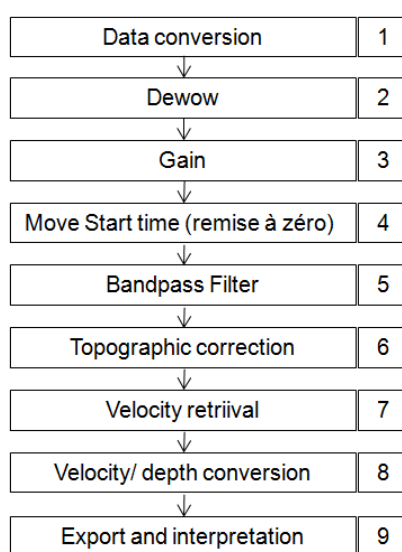 Data conversion 1
Dewow 2
Gain 3
Move Start time (remise à zéro) 4
Bandpass Filter 5
Topographic correction 6
Velocity retriival 7
Velocity/ depth conversion 8
Export and interpretation 9